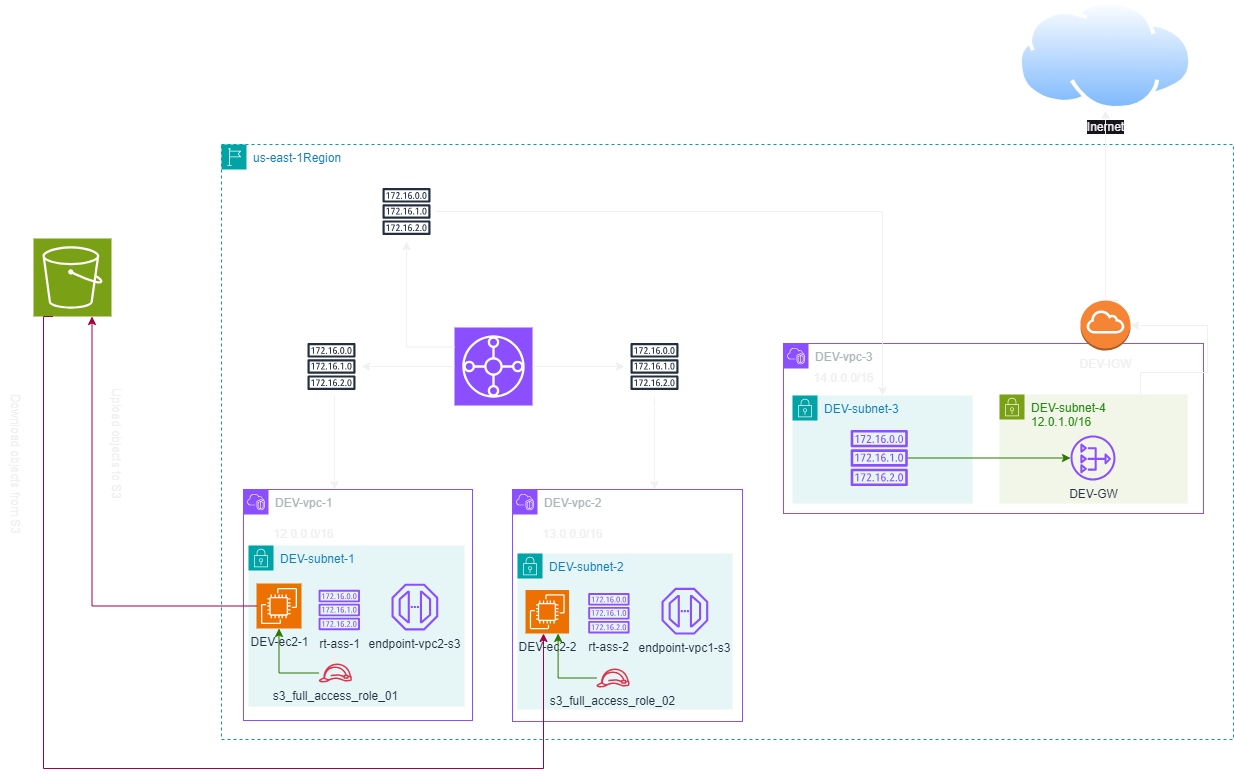 Inernet
us-east-1Region
172.16.0.0
172.16.1.0
172.16.2.0
172.16.0.0
172.16.1.0
172.16.2.0
172.16.0.0
172.16.1.0
172.16.2.0
DEV-IGW
DEV-vpc-3
14.0.0.0/16
DEV-subnet-3
172.16.0.0
172.16.1.0
172.16.2.0
DEV-subnet-4
12.0.1.0/16
DEV-GW
Download objects from S3
Upload objects to S3
DEV-vpc-1
12.0.0.0/16
DEV-subnet-1
172.16.0.0
172.16.1.0
172.16.2.0
DEV-ec2-1
rt-ass-1
endpoint-vpc2-s3
s3_full_access_role_01
DEV-vpc-2
13.0.0.0/16
DEV-subnet-2
172.16.0.0
172.16.1.0
172.16.2.0
DEV-ec2-2
rt-ass-2
endpoint-vpc1-s3
s3_full_access_role_02